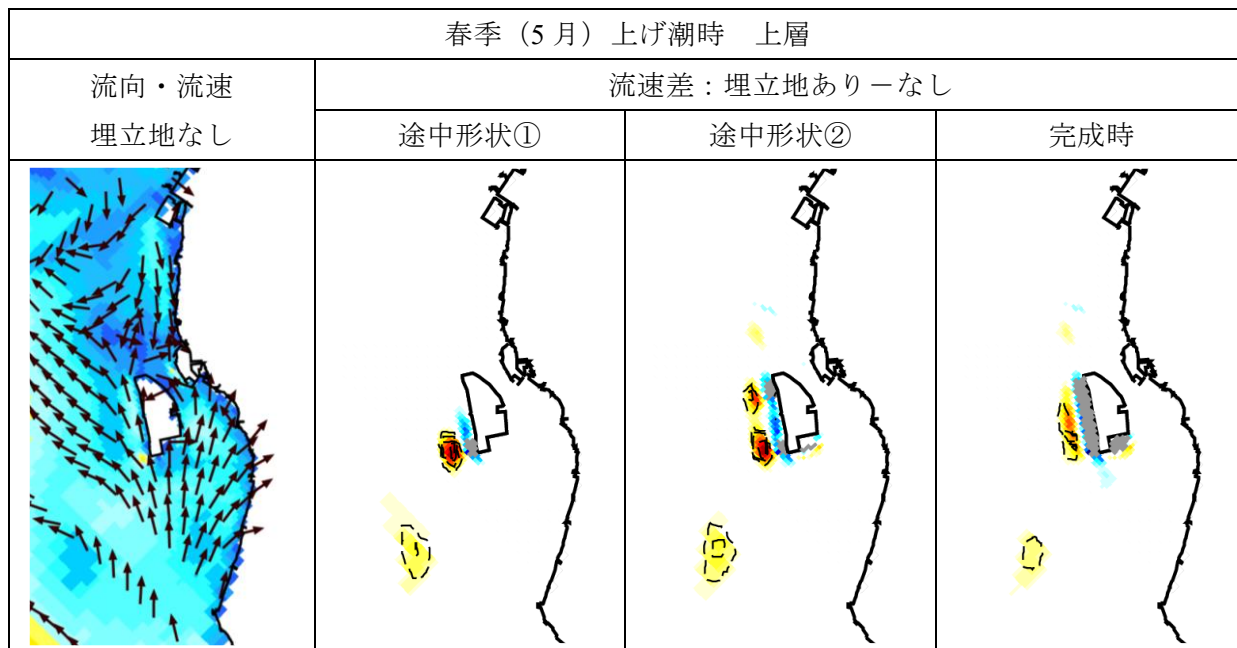 春季（5 月）上げ潮時　上層
流向・流速
埋立地なし
流速差：埋立地あり－なし
途中形状①
途中形状②
完成時